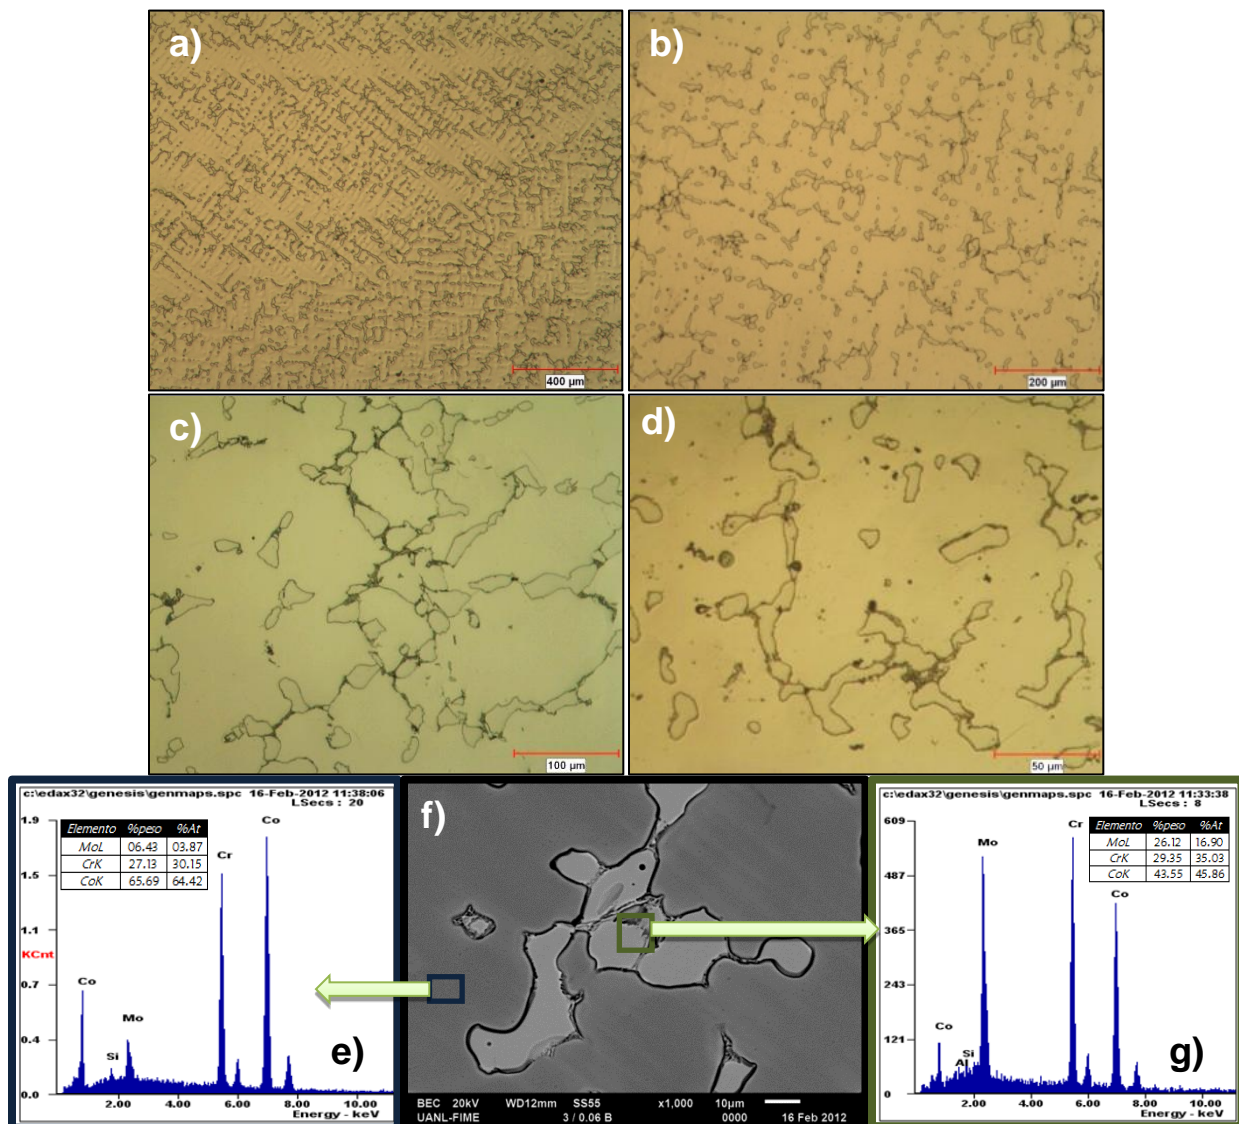 a)
b)
400 µm
200 µm
c)
d)
100 µm
50 µm
c:\edax32\genesis\genmaps.spc 16-Feb-2012 11:38:06
LSecs : 20
1.9
1.5
1.1
KCnt
0.7
0.4
0.0
Elemento %peso %At
MoL 06.43 03.87
CrK 27.13 30.15
CoK 65.69 64.42
Co
Cr
Co
Mo
Si
e)
2.00 4.00 6.00 8.00 10.00
Energy - keV
f)
BEC 20kV WD12mm SS55 x1,000 10µm
UANL-FIME 3 / 0.06 B 0000 16 Feb 2012
c:\edax32\genesis\genmaps.spc 16-Feb-2012 11:33:38
LSecs : 8
609
487
365
243
121
0
Elemento %peso %At
MoL 26.12 16.90
CrK 29.35 35.03
CoK 43.55 45.86
Cr
Mo
Co
Co
Si
Al
g)
2.00 4.00 6.00 8.00 10.00
Energy - keV